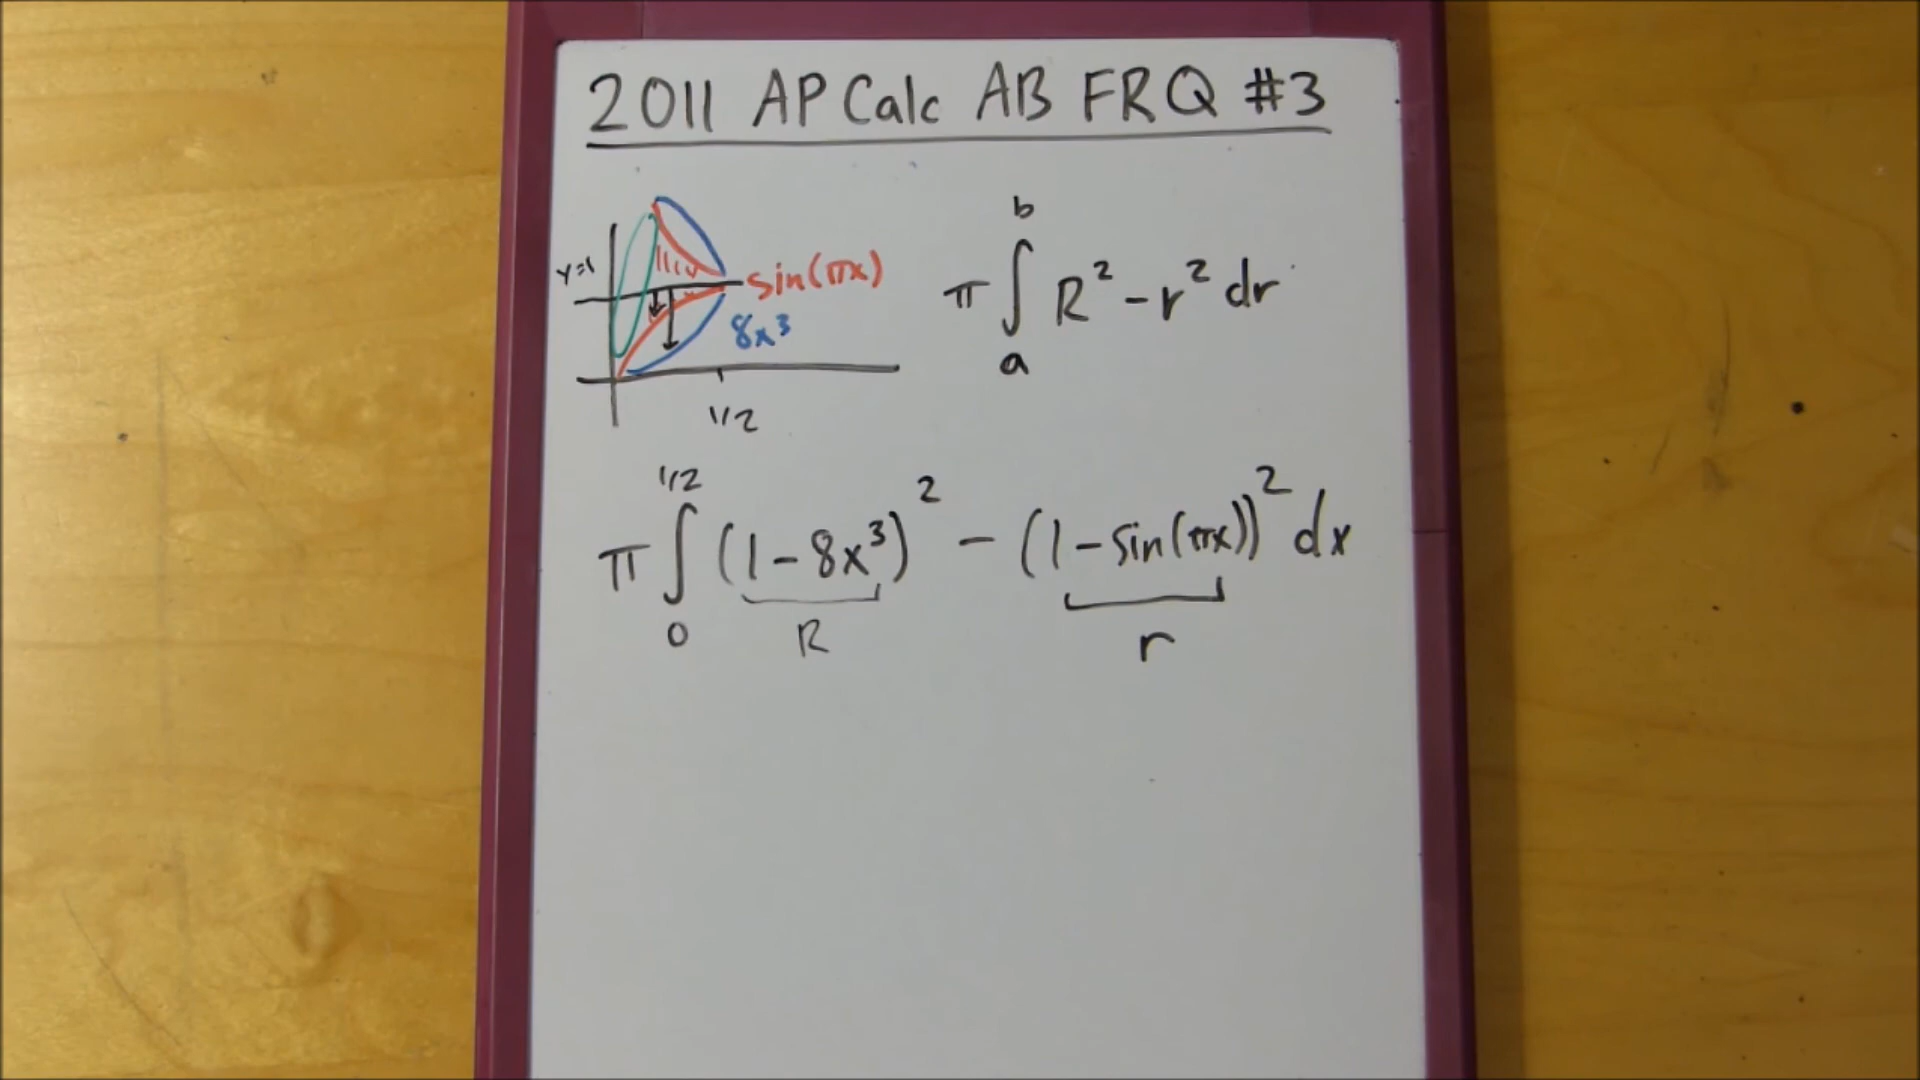 2011 AP Calc AB FRQ #3
y=1
sin(πx)
8x³
1/2
π ∫ₐᵇ R² - r² dr
π ∫₀^(1/2) (1-8x³)² - (1-sin(πx))² dx
R
r